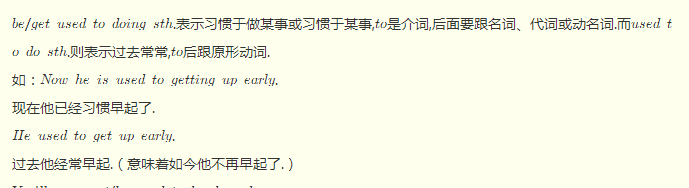 be/get used to doing sth.表示习惯于做某事或习惯于某事,to是介词,后面要跟名词、代词或动名词.而used t
o do sth.则表示过去常常,to后跟原形动词.
如：Now he is used to getting up early.
现在他已经习惯早起了.
He used to get up early.
过去他经常早起.（意味着如今他不再早起了.）